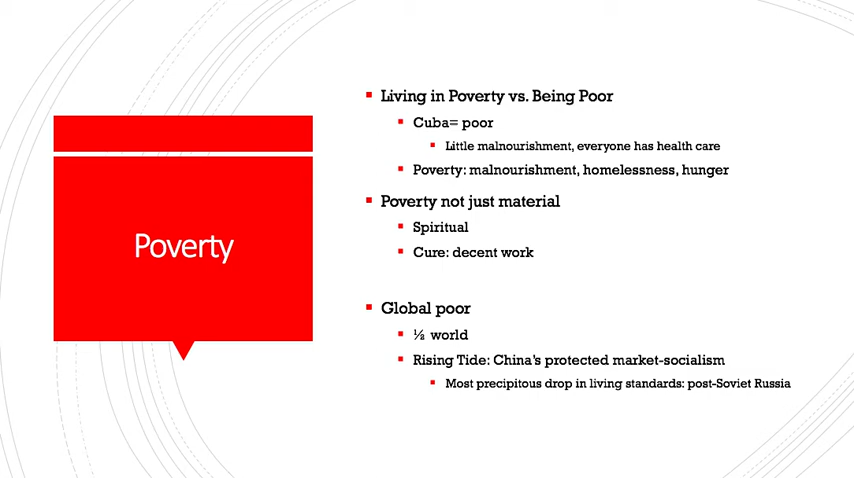 Poverty
Living in Poverty vs. Being Poor
Cuba= poor
Little malnourishment, everyone has health care
Poverty: malnourishment, homelessness, hunger
Poverty not just material
Spiritual
Cure: decent work
Global poor
½ world
Rising Tide: China's protected market-socialism
Most precipitous drop in living standards: post-Soviet Russia